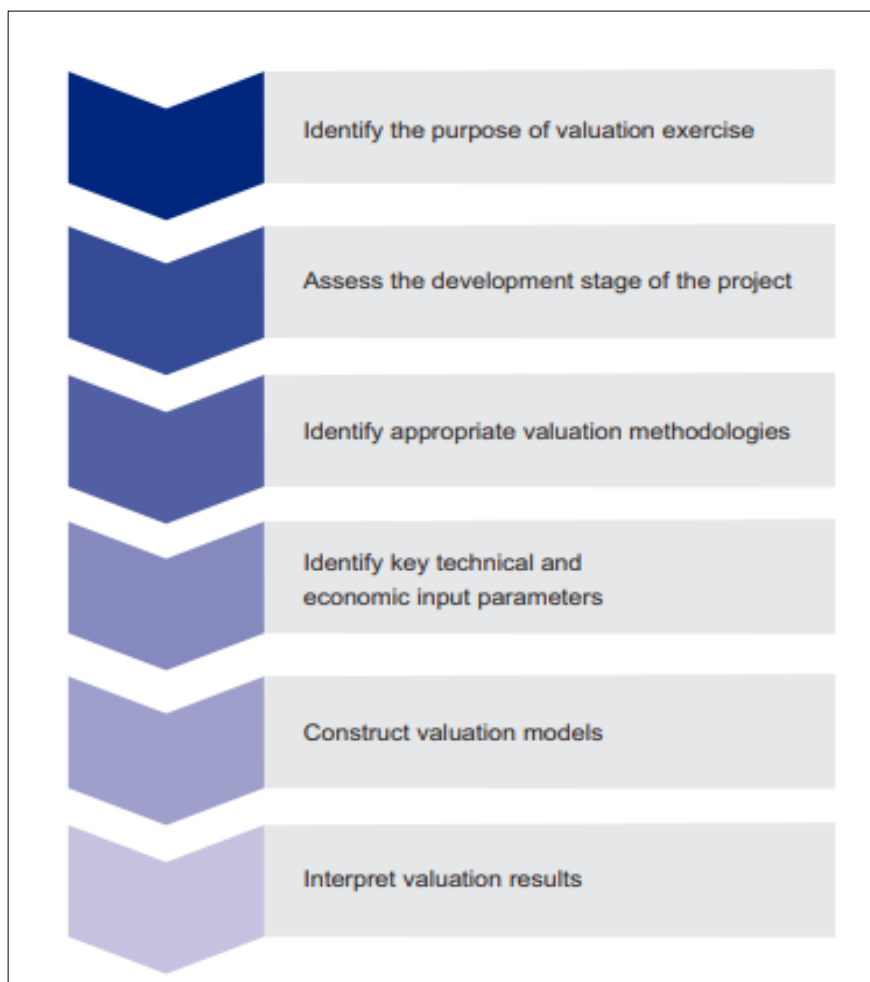 Identify the purpose of valuation exercise
Assess the development stage of the project
Identify appropriate valuation methodologies
Identify key technical and
economic input parameters
Construct valuation models
Interpret valuation results